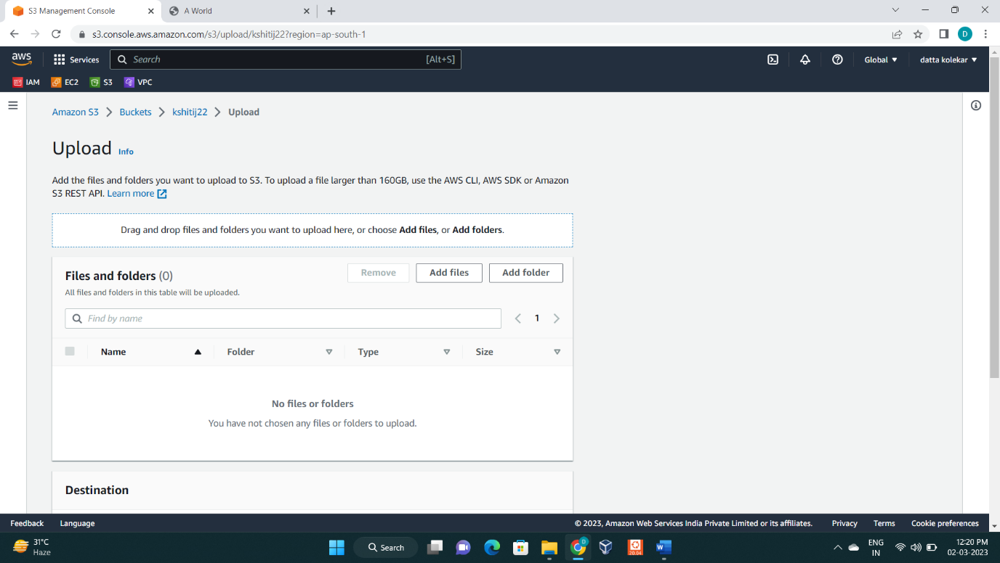 S3 Management Console
A World
s3.console.aws.amazon.com/s3/upload/kshitij22?region=ap-south-1
D
aws
Services
Search
[Alt+S]
Global
datta kolekar
IAM
EC2
S3
VPC
Amazon S3
Buckets
kshitij22
Upload
Upload
Info
Add the files and folders you want to upload to S3. To upload a file larger than 160GB, use the AWS CLI, AWS SDK or Amazon
S3 REST API. Learn more
Drag and drop files and folders you want to upload here, or choose Add files, or Add folders.
Files and folders (0)
Remove
Add files
Add folder
All files and folders in this table will be uploaded.
Find by name
1
Name
Folder
Type
Size
No files or folders
You have not chosen any files or folders to upload.
Destination
Feedback
Language
© 2023, Amazon Web Services India Private Limited or its affiliates.
Privacy
Terms
Cookie preferences
31°C
Haze
Search
D
20.04
W
ENG
IN
12:20 PM
02-03-2023